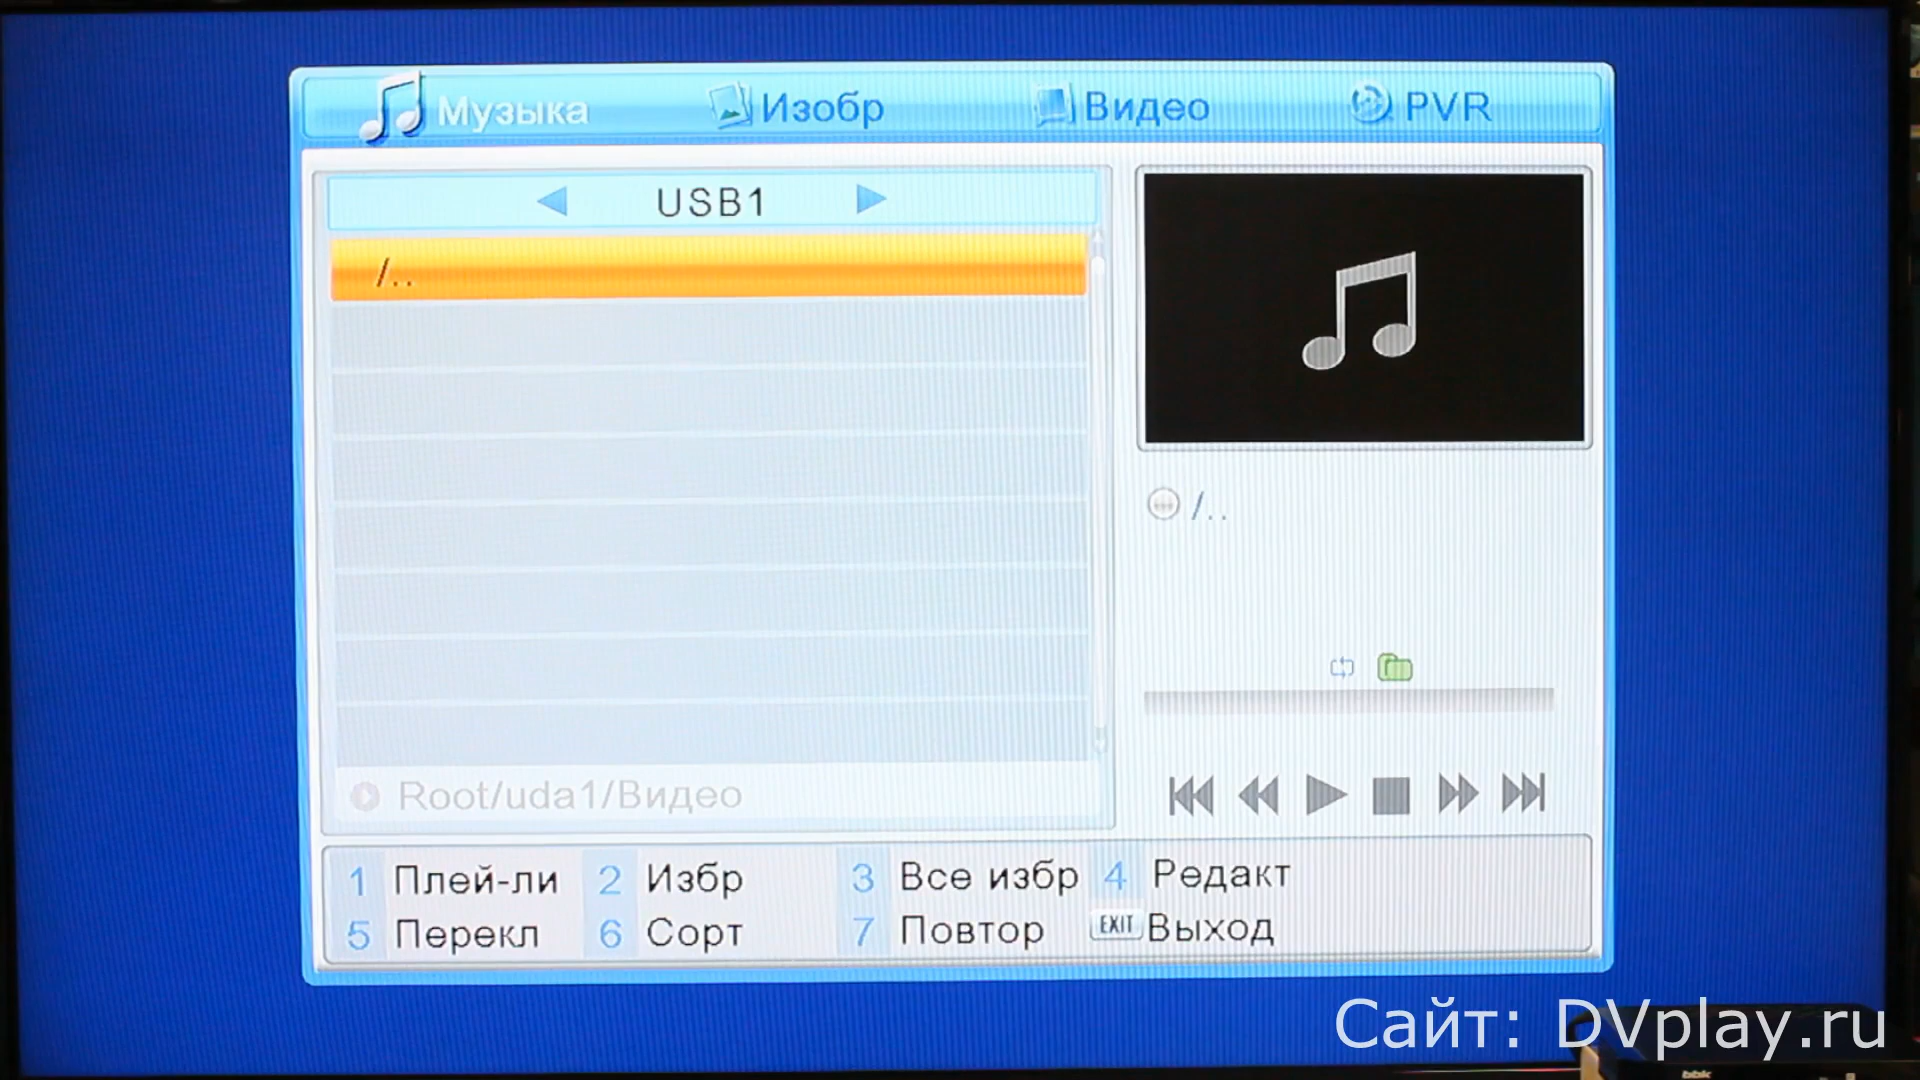 Музыка Изобр Видео PVR
USB1
/..
/..
Root/uda1/Видео
1 Плей-ли 2 Избр 3 Все избр 4 Редакт
5 Перекл 6 Сорт 7 Повтор EXIT Выход
Сайт: DVplay.ru
bbk